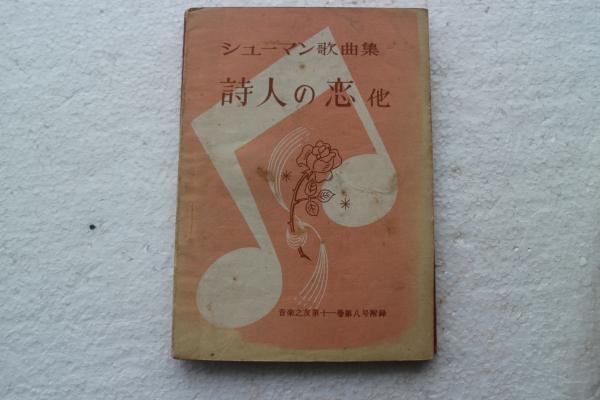 シューマン歌曲集
詩人の恋 他
音楽之友第十一巻第八号附録